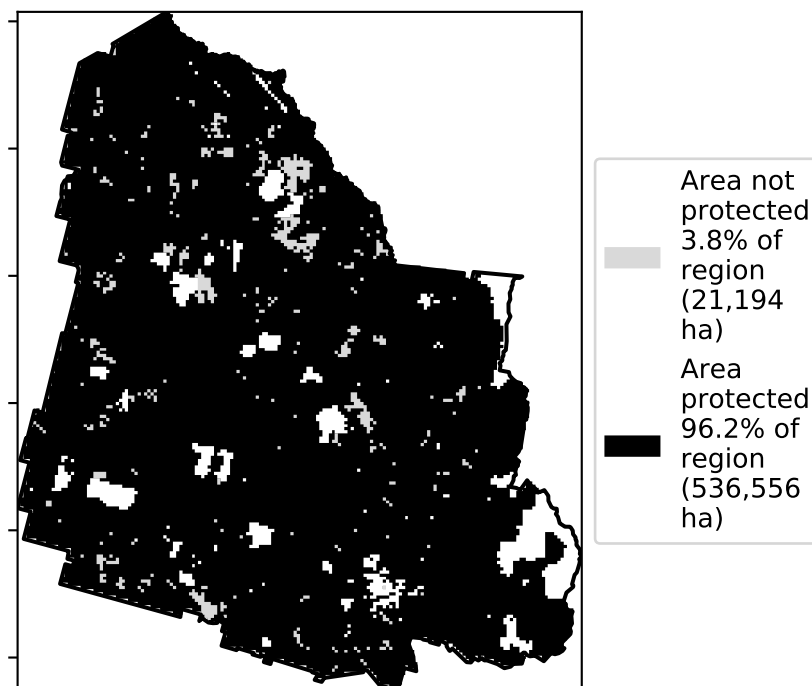 Area not
protected
3.8% of
region
(21,194
ha)
Area
protected
96.2% of
region
(536,556
ha)